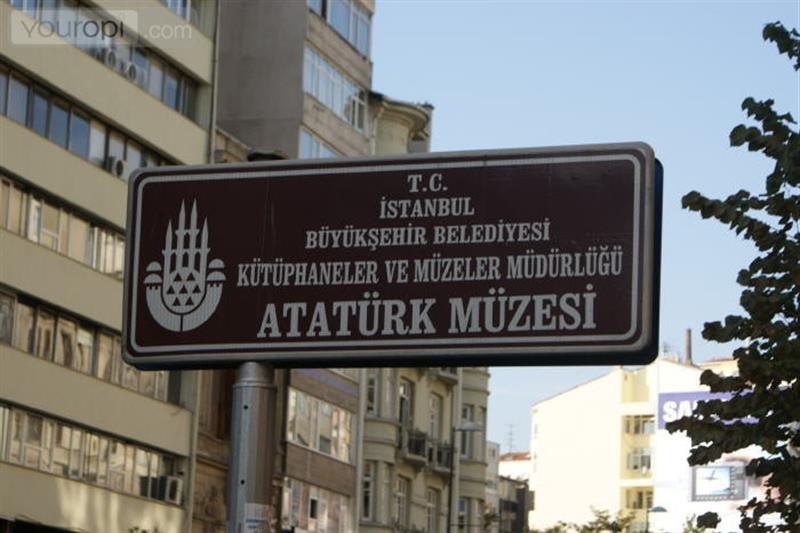 youropi.com
T.C.
İSTANBUL
BÜYÜKŞEHİR BELEDİYESİ
KÜTÜPHANELER VE MÜZELER MÜDÜRLÜĞÜ
ATATÜRK MÜZESİ